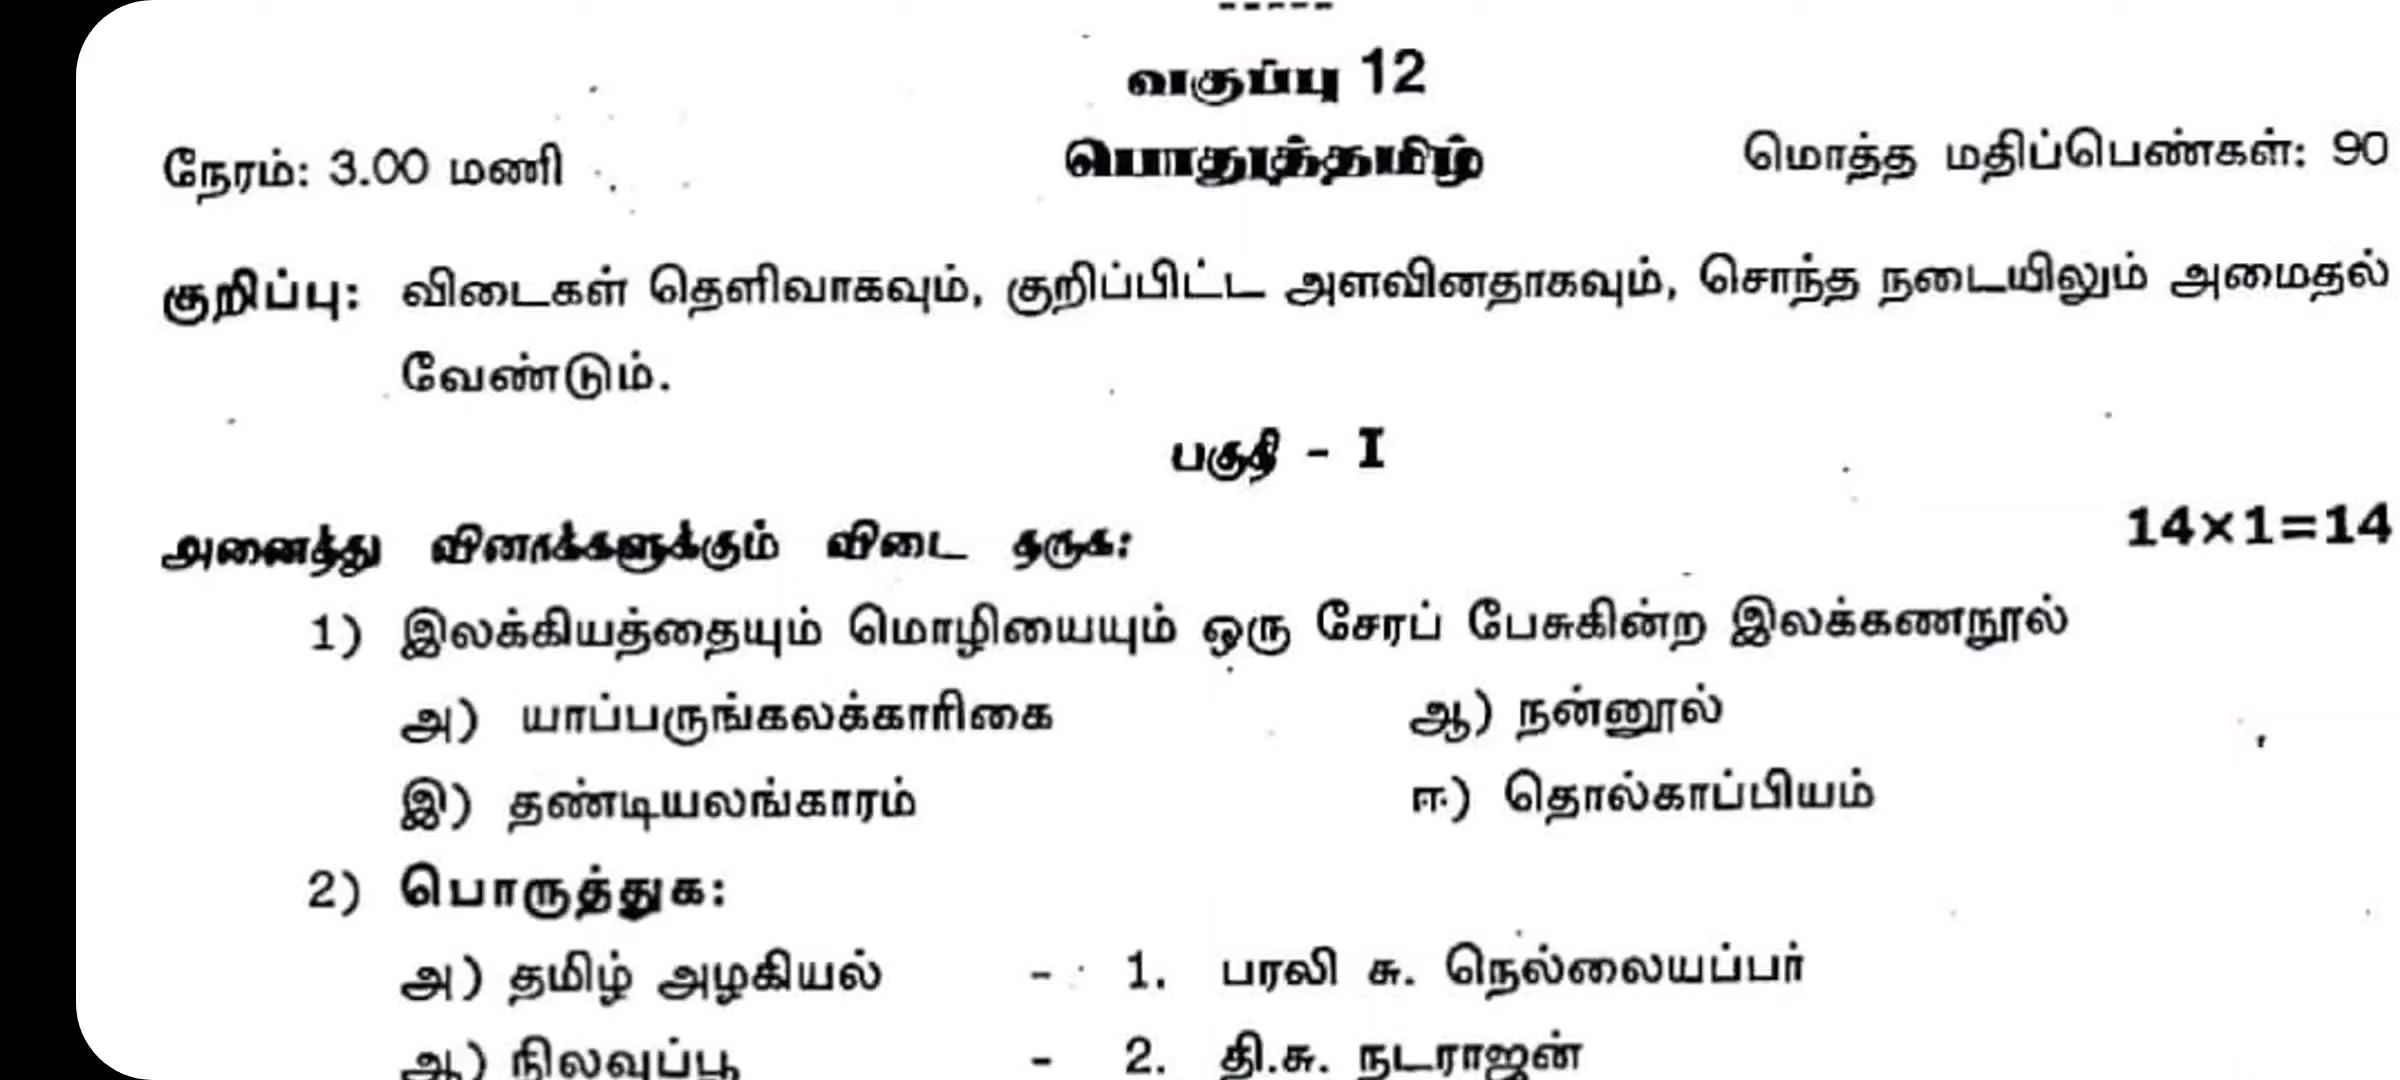 வகுப்பு 12
நேரம்: 3.00 மணி பொதுத்தமிழ் மொத்த மதிப்பெண்கள்: 90
குறிப்பு: விடைகள் தெளிவாகவும், குறிப்பிட்ட அளவினதாகவும், சொந்த நடையிலும் அமைதல்
வேண்டும்.
பகுதி - I
அனைத்து வினாக்களுக்கும் விடை தருக: 14×1=14
1) இலக்கியத்தையும் மொழியையும் ஒரு சேரப் பேசுகின்ற இலக்கணநூல்
அ) யாப்பருங்கலக்காரிகை ஆ) நன்னூல்
இ) தண்டியலங்காரம் ஈ) தொல்காப்பியம்
2) பொருத்துக:
அ) தமிழ் அழகியல் - 1. பரலி சு. நெல்லையப்பர்
ஆ) நிலவுப்பூ - 2. தி.சு. நடராஜன்